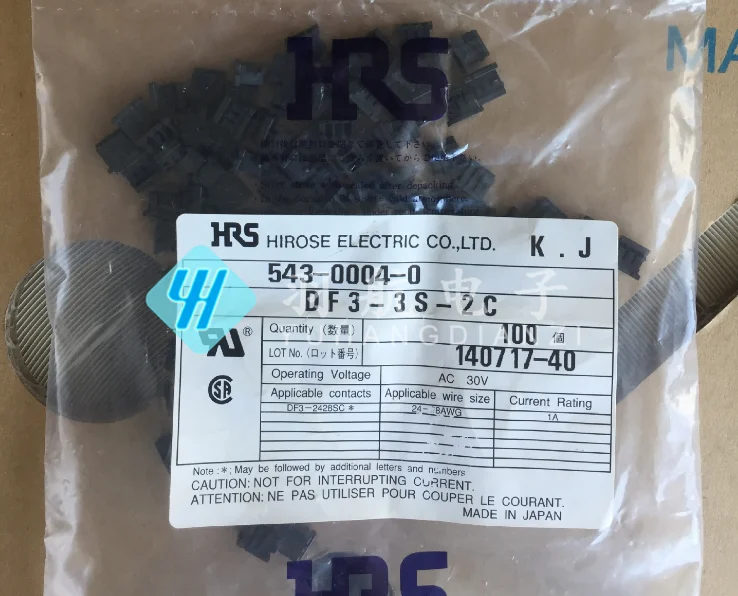 HRS
MA
HRS HIROSE ELECTRIC CO.,LTD. K.J
543-0004-0
DF3-3S-2C
电子
YUHANGDIANZI
Quantity (数量) 100 個
LOT No. (ロット番号) 140717-40
Operating Voltage AC 30V
Applicable contacts Applicable wire size Current Rating
DF3-2428SC * 1A
Note :*; May be followed by additional letters and numbers
CAUTION: NOT FOR INTERRUPTING CURRENT.
ATTENTION: NE PAS UTILISER POUR COUPER LE COURANT.
MADE IN JAPAN
HRS